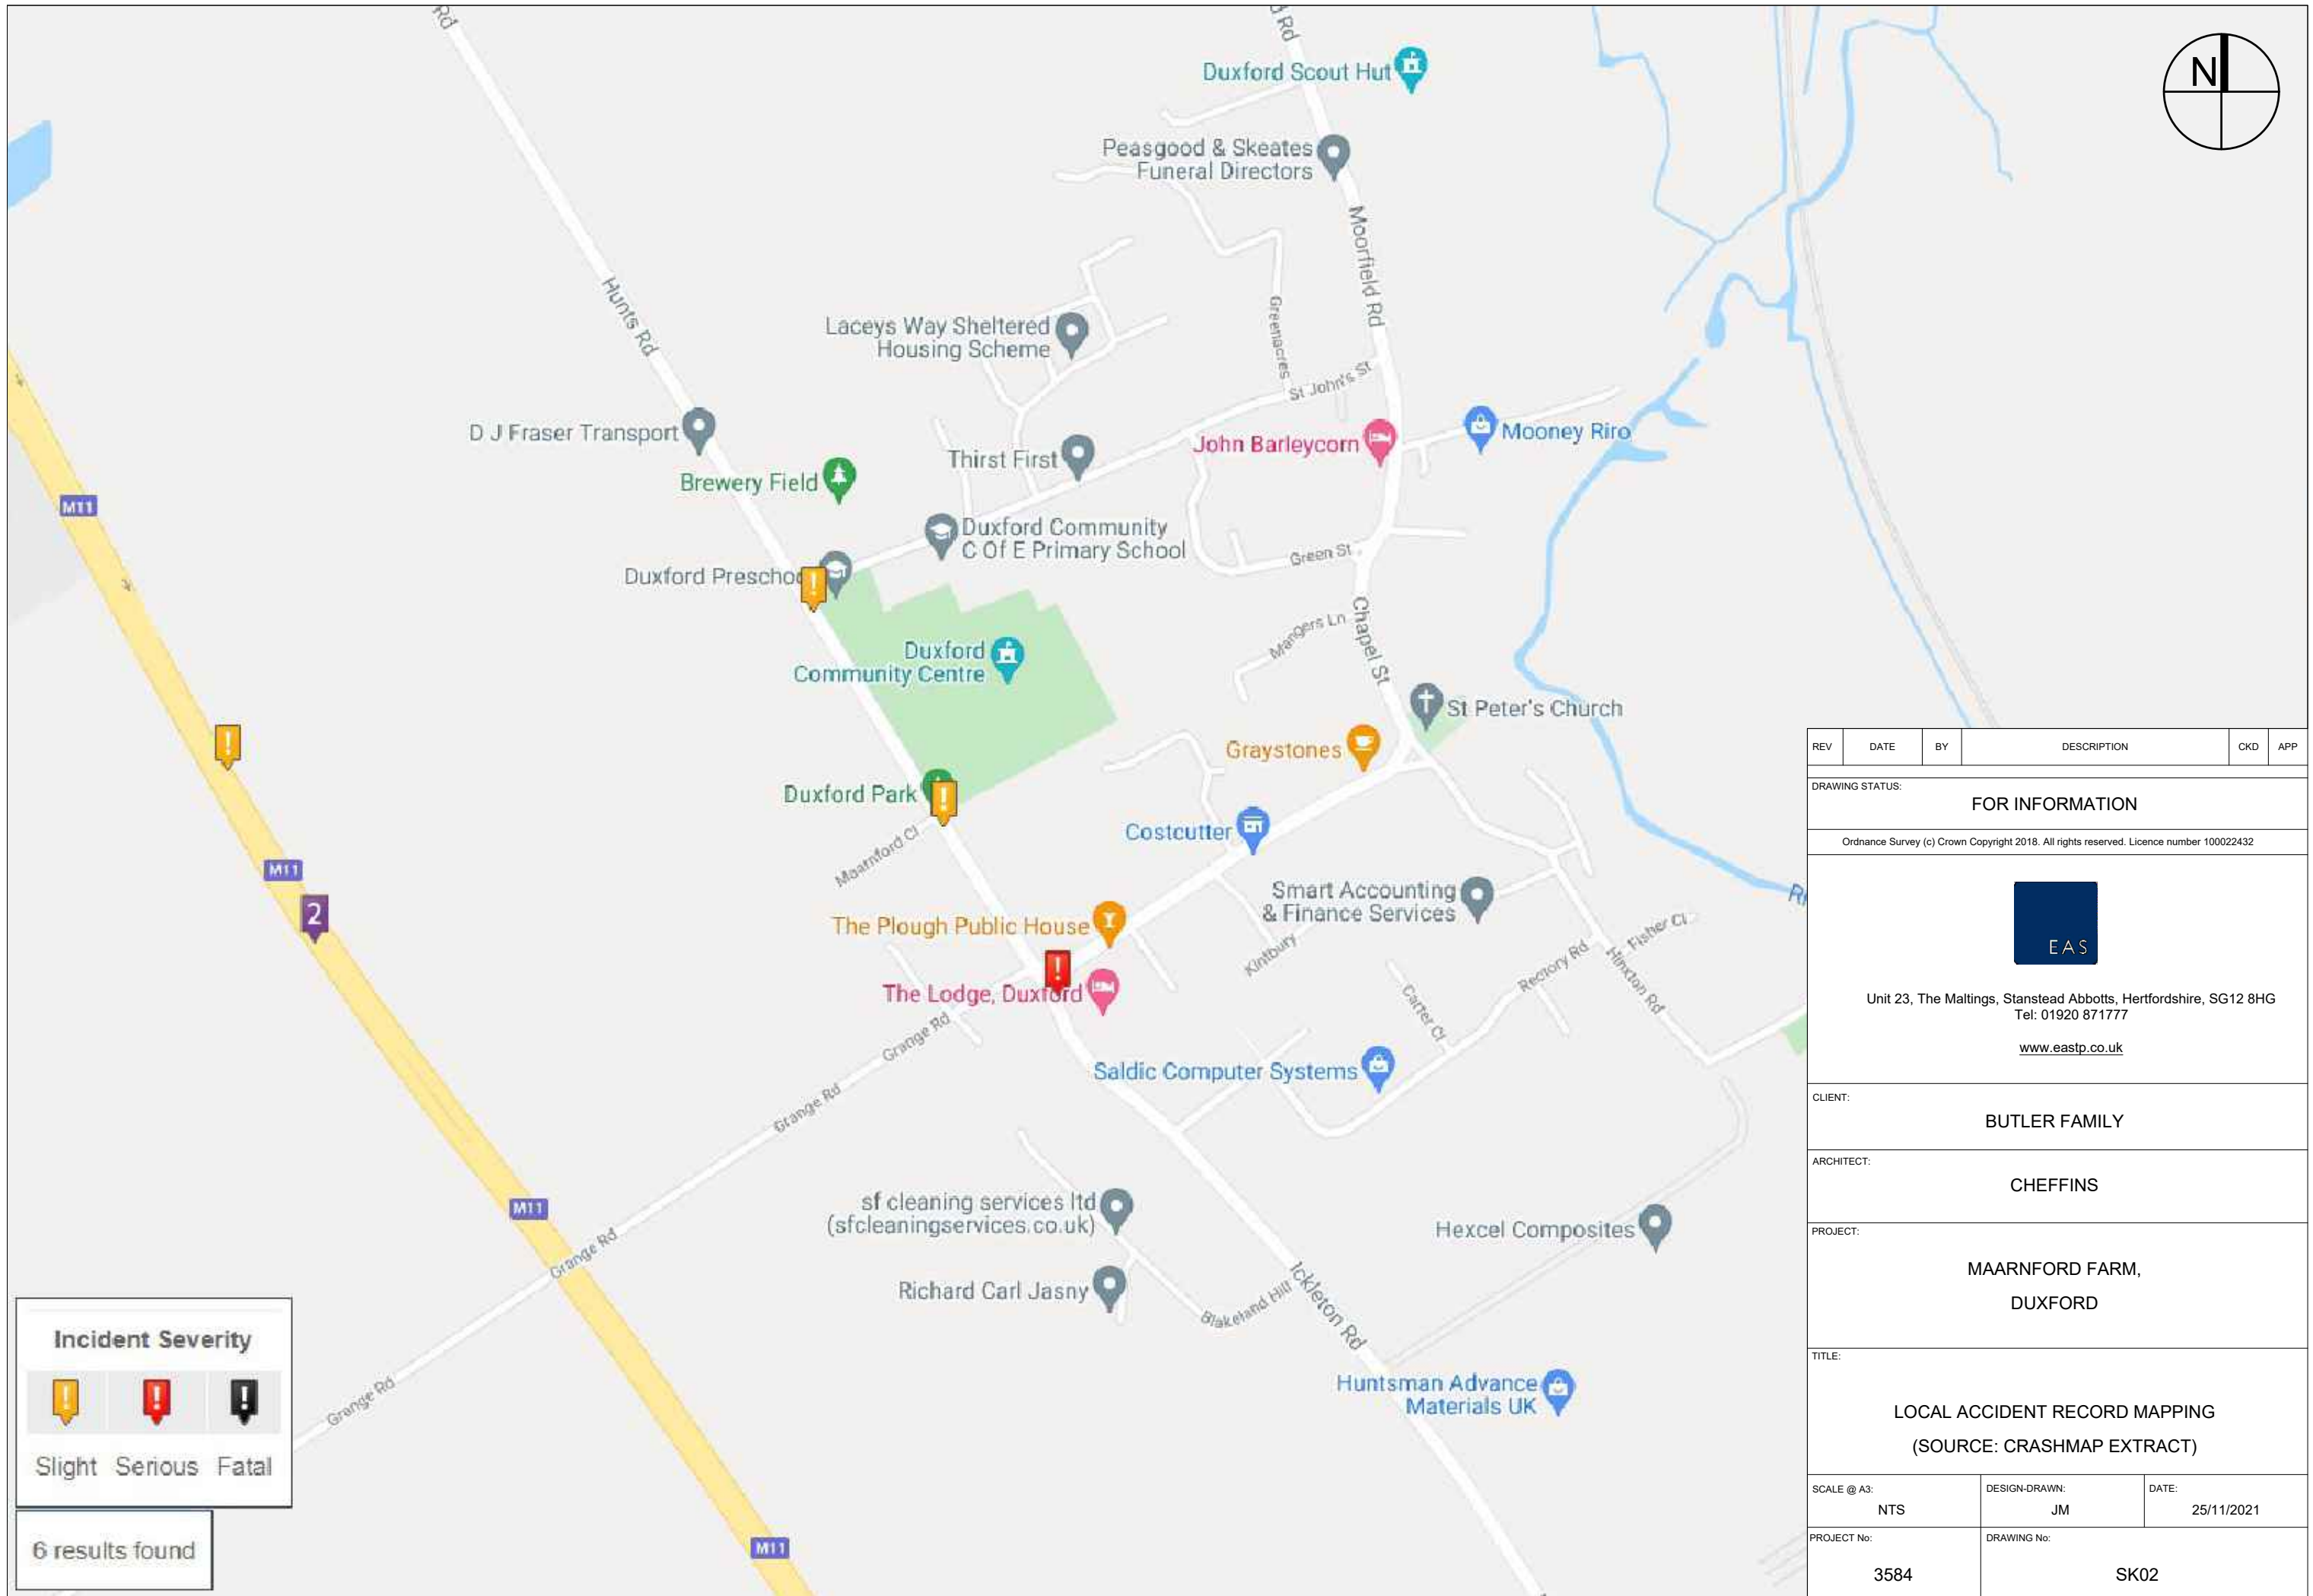 Rd
d Rd
N
Duxford Scout Hut
Peasgood & Skeates
Funeral Directors
Moorfield Rd
Hunts Rd
Greenacres
Laceys Way Sheltered
Housing Scheme
St John's St
D J Fraser Transport
John Barleycorn
Mooney Riro
Thirst First
Brewery Field
M11
Duxford Community
C Of E Primary School
Green St
Duxford Preschoo
!
Chapel St
Mangers Ln
Duxford
Community Centre
St Peter's Church
Graystones
!
Duxford Park
!
Costcutter
Maarnford Cl
M11
2
Smart Accounting
& Finance Services
The Plough Public House
Kintbury
Fisher Cl
Rectory Rd
Hinxton Rd
!
The Lodge, Duxford
Carter Cl
Grange Rd
Saldic Computer Systems
Grange Rd
sf cleaning services ltd
(sfcleaningservices.co.uk)
M11
Hexcel Composites
Grange Rd
Richard Carl Jasny
Blakeland Hill
Ickleton Rd
Grange Rd
Huntsman Advance
Materials UK
M11
Incident Severity
! ! !
Slight Serious Fatal
6 results found
REV DATE BY DESCRIPTION CKD APP
DRAWING STATUS:
FOR INFORMATION
Ordnance Survey (c) Crown Copyright 2018. All rights reserved. Licence number 100022432
EAS
Unit 23, The Maltings, Stanstead Abbotts, Hertfordshire, SG12 8HG
Tel: 01920 871777
www.eastp.co.uk
CLIENT:
BUTLER FAMILY
ARCHITECT:
CHEFFINS
PROJECT:
MAARNFORD FARM,
DUXFORD
TITLE:
LOCAL ACCIDENT RECORD MAPPING
(SOURCE: CRASHMAP EXTRACT)
SCALE @ A3:
NTS
DESIGN-DRAWN:
JM
DATE:
25/11/2021
PROJECT No:
3584
DRAWING No:
SK02